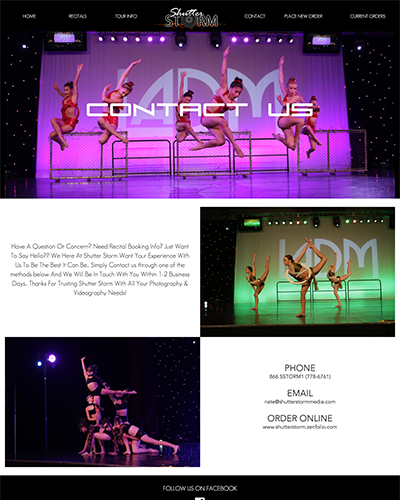 HOME
RECITALS
TOUR INFO
Shutter
STORM
CONTACT
PLACE NEW ORDER
CURRENT ORDERS
CONTACT US
KADM
Have A Question Or Concern? Need Recital Booking Info? Just Want
To Say Hello?? We Here At Shutter Storm Want Your Experience With
Us To Be The Best It Can Be, Simply Contact us through one of the
methods below And We Will Be In Touch With You Within 1-2 Business
Days, Thanks For Trusting Shutter Storm With All Your Photography &
Videography Needs!
KADM
PHONE
866 SSTORM1 (778-6761)
EMAIL
nate@shutterstormmedia.com
ORDER ONLINE
www.shutterstorm.zenfolio.com
FOLLOW US ON FACEBOOK